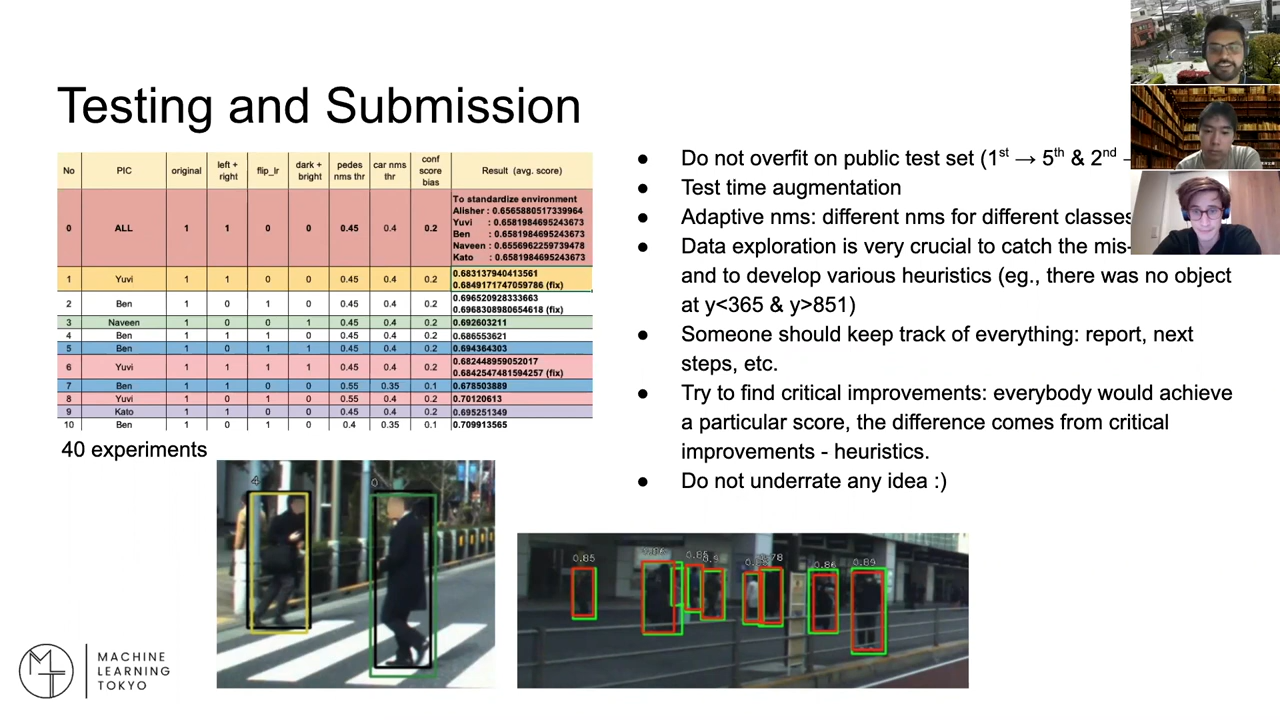 Testing and Submission
No PIC original left + right flip_lr dark + bright pedes nms thr car nms thr conf score bias Result (avg. score)
To standardize environment
Alisher : 0.6565880517339964
Yuvi : 0.6581984695243673
0 ALL 1 1 0 0 0.45 0.4 0.2 Ben : 0.6581984695243673
Naveen : 0.6556962259739478
Kato : 0.6581984695243673
1 Yuvi 1 1 0 0 0.45 0.4 0.2 0.683137940413561
0.6849171747059786 (fix)
2 Ben 1 0 1 0 0.45 0.4 0.2 0.696520928333663
0.6968308980654618 (fix)
3 Naveen 1 0 0 1 0.45 0.4 0.2 0.692603211
4 Ben 1 1 1 0 0.45 0.4 0.2 0.686553621
5 Ben 1 0 1 1 0.45 0.4 0.2 0.694364303
6 Yuvi 1 1 1 1 0.45 0.4 0.2 0.682448959052017
0.6842547481594257 (fix)
7 Ben 1 1 0 0 0.55 0.35 0.1 0.678503889
8 Yuvi 1 0 1 0 0.55 0.4 0.2 0.70120613
9 Kato 1 1 0 0 0.45 0.4 0.2 0.695251349
10 Ben 1 0 1 0 0.4 0.35 0.1 0.709913565
40 experiments
● Do not overfit on public test set (1st → 5th & 2nd
● Test time augmentation
● Adaptive nms: different nms for different classes
● Data exploration is very crucial to catch the mis-
and to develop various heuristics (eg., there was no object
at y<365 & y>851)
● Someone should keep track of everything: report, next
steps, etc.
● Try to find critical improvements: everybody would achieve
a particular score, the difference comes from critical
improvements - heuristics.
● Do not underrate any idea :)
4
0.85
0.86
0.89
MACHINE
LEARNING
TOKYO